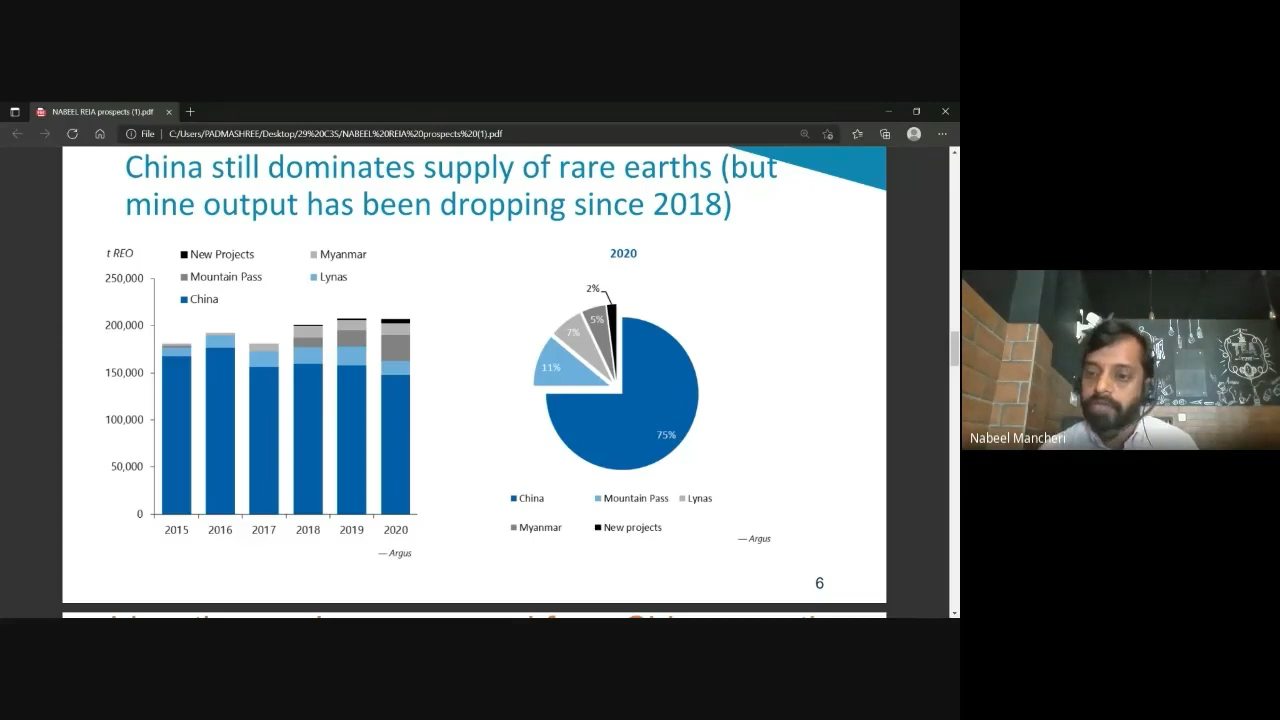 NABEEL REIA prospects (1).pdf
File
C:/Users/PADMASHREE/Desktop/29%20C3S/NABEEL%20REIA%20prospects%20(1).pdf
China still dominates supply of rare earths (but
mine output has been dropping since 2018)
t REO
New Projects Myanmar
Mountain Pass Lynas
China
250,000
200,000
150,000
100,000
50,000
0
2015 2016 2017 2018 2019 2020
— Argus
2020
2%
5%
7%
11%
75%
China Mountain Pass Lynas
Myanmar New projects
— Argus
6
Nabeel Mancheri